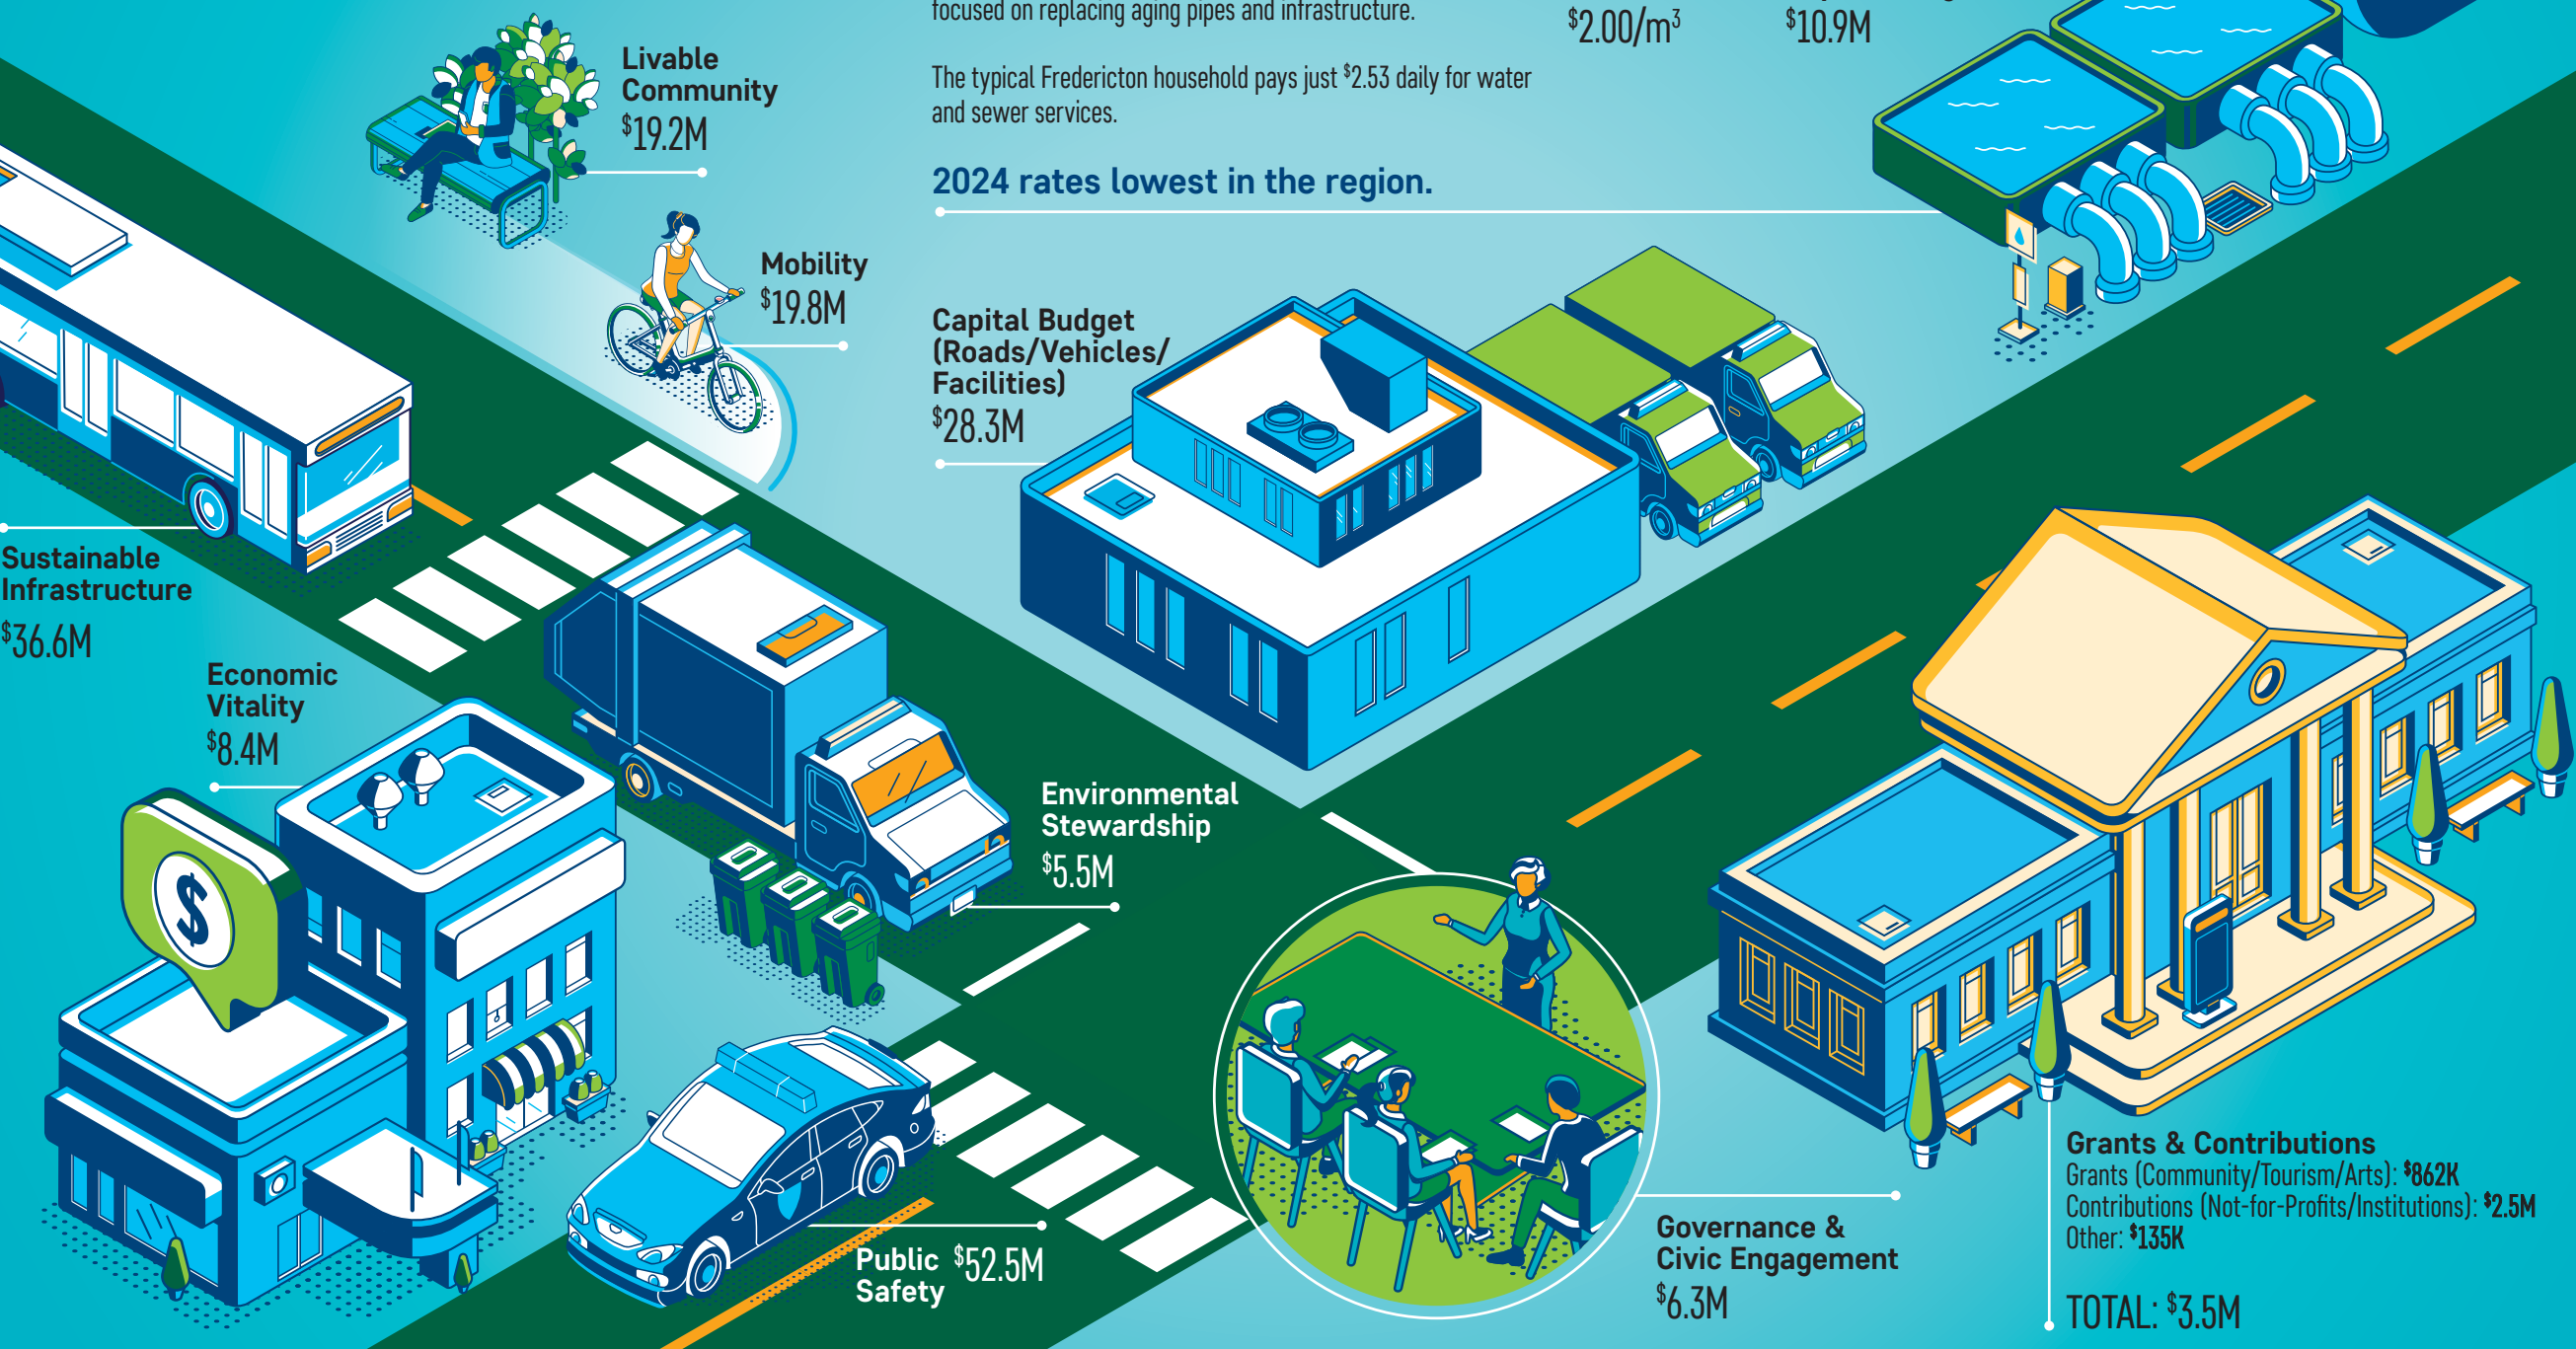 focused on replacing aging pipes and infrastructure.
$2.00/m³
$10.9M
The typical Fredericton household pays just $2.53 daily for water
and sewer services.
2024 rates lowest in the region.
Livable
Community
$19.2M
Mobility
$19.8M
Capital Budget
(Roads/Vehicles/
Facilities)
$28.3M
Sustainable
Infrastructure
$36.6M
Economic
Vitality
$8.4M
$
Environmental
Stewardship
$5.5M
Public
Safety
$52.5M
Governance &
Civic Engagement
$6.3M
Grants & Contributions
Grants (Community/Tourism/Arts): $862K
Contributions (Not-for-Profits/Institutions): $2.5M
Other: $135K
TOTAL: $3.5M